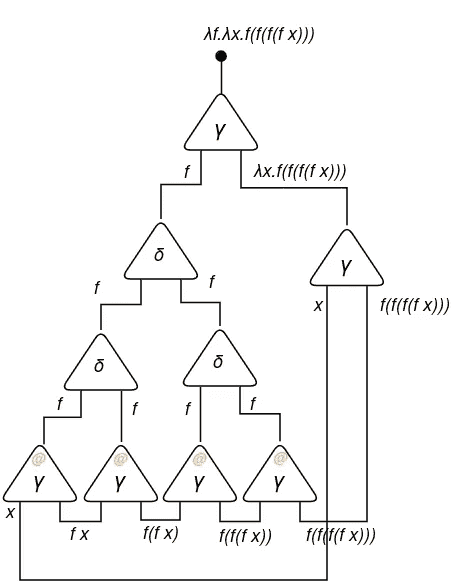 λf.λx.f(f(f(f x)))
γ
f
λx.f(f(f(f x)))
δ
γ
f
f
x
f(f(f(f x)))
δ
δ
f
f
f
f
@
@
@
@
γ
γ
γ
γ
x
f x
f(f x)
f(f(f x))
f(f(f(f x)))